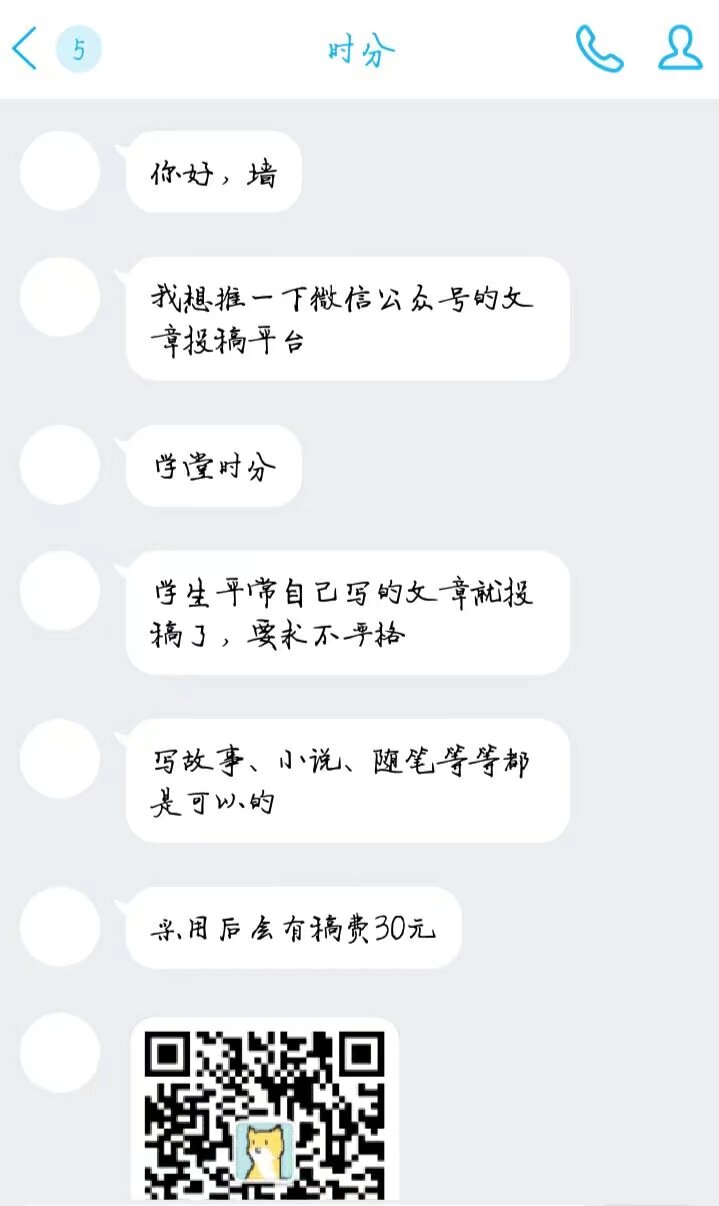 5
时分
你好，墙
我想推一下微信公众号的文
章投稿平台
学堂时分
学生平常自己写的文章就投
稿了，要求不严格
写故事、小说、随笔等等都
是可以的
采用后会有稿费30元